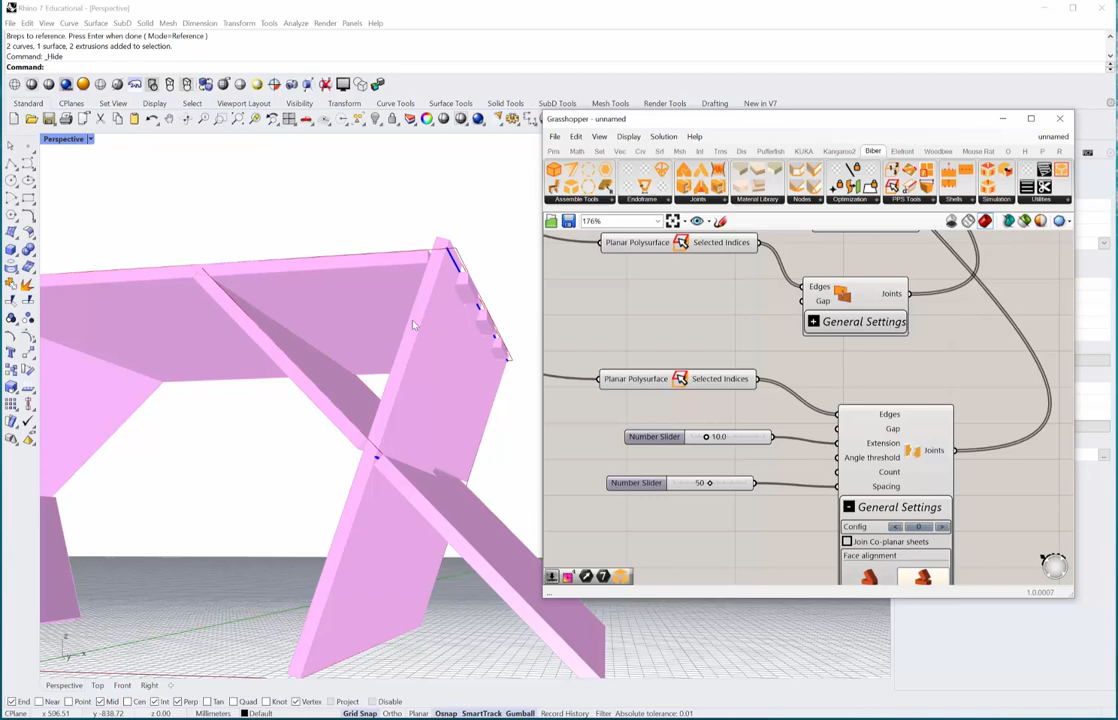 Rhino 7 Educational - [Perspective]
File Edit View Curve Surface SubD Solid Mesh Dimension Transform Tools Analyze Render Panels Help
Breps to reference. Press Enter when done ( Mode=Reference )
2 curves, 1 surface, 2 extrusions added to selection.
Command: _Hide
Command:
Standard CPlanes Set View Display Select Viewport Layout Visibility Transform Curve Tools Surface Tools Solid Tools SubD Tools Mesh Tools Render Tools Drafting New in V7
Perspective
Grasshopper - unnamed
File Edit View Display Solution Help unnamed
Prm Math Set Vec Crv Srf Msh Int Trns Dis Pufferfish KUKA Kangaroo2 Biber Elefront Woodbee Mouse Rat O H P R
Assemble Tools Endoframe Joints Material Library Nodes Optimization PPS Tools Shells Simulation Utilities
176%
Planar Polysurface Selected Indices
Edges
Gap
Joints
+ General Settings
Planar Polysurface Selected Indices
Number Slider 10.0
Number Slider 50
Edges
Gap
Extension
Angle threshold
Count
Spacing
Joints
- General Settings
Config < 0 >
Join Co-planar sheets
Face alignment
... 1.0.0007
z
y x
Perspective Top Front Right
End Near Point Mid Cen Int Perp Tan Quad Knot Vertex Project Disable
CPlane x 506.51 y -838.72 z 0.00 Millimeters Default Grid Snap Ortho Planar Osnap SmartTrack Gumball Record History Filter Absolute tolerance: 0.01